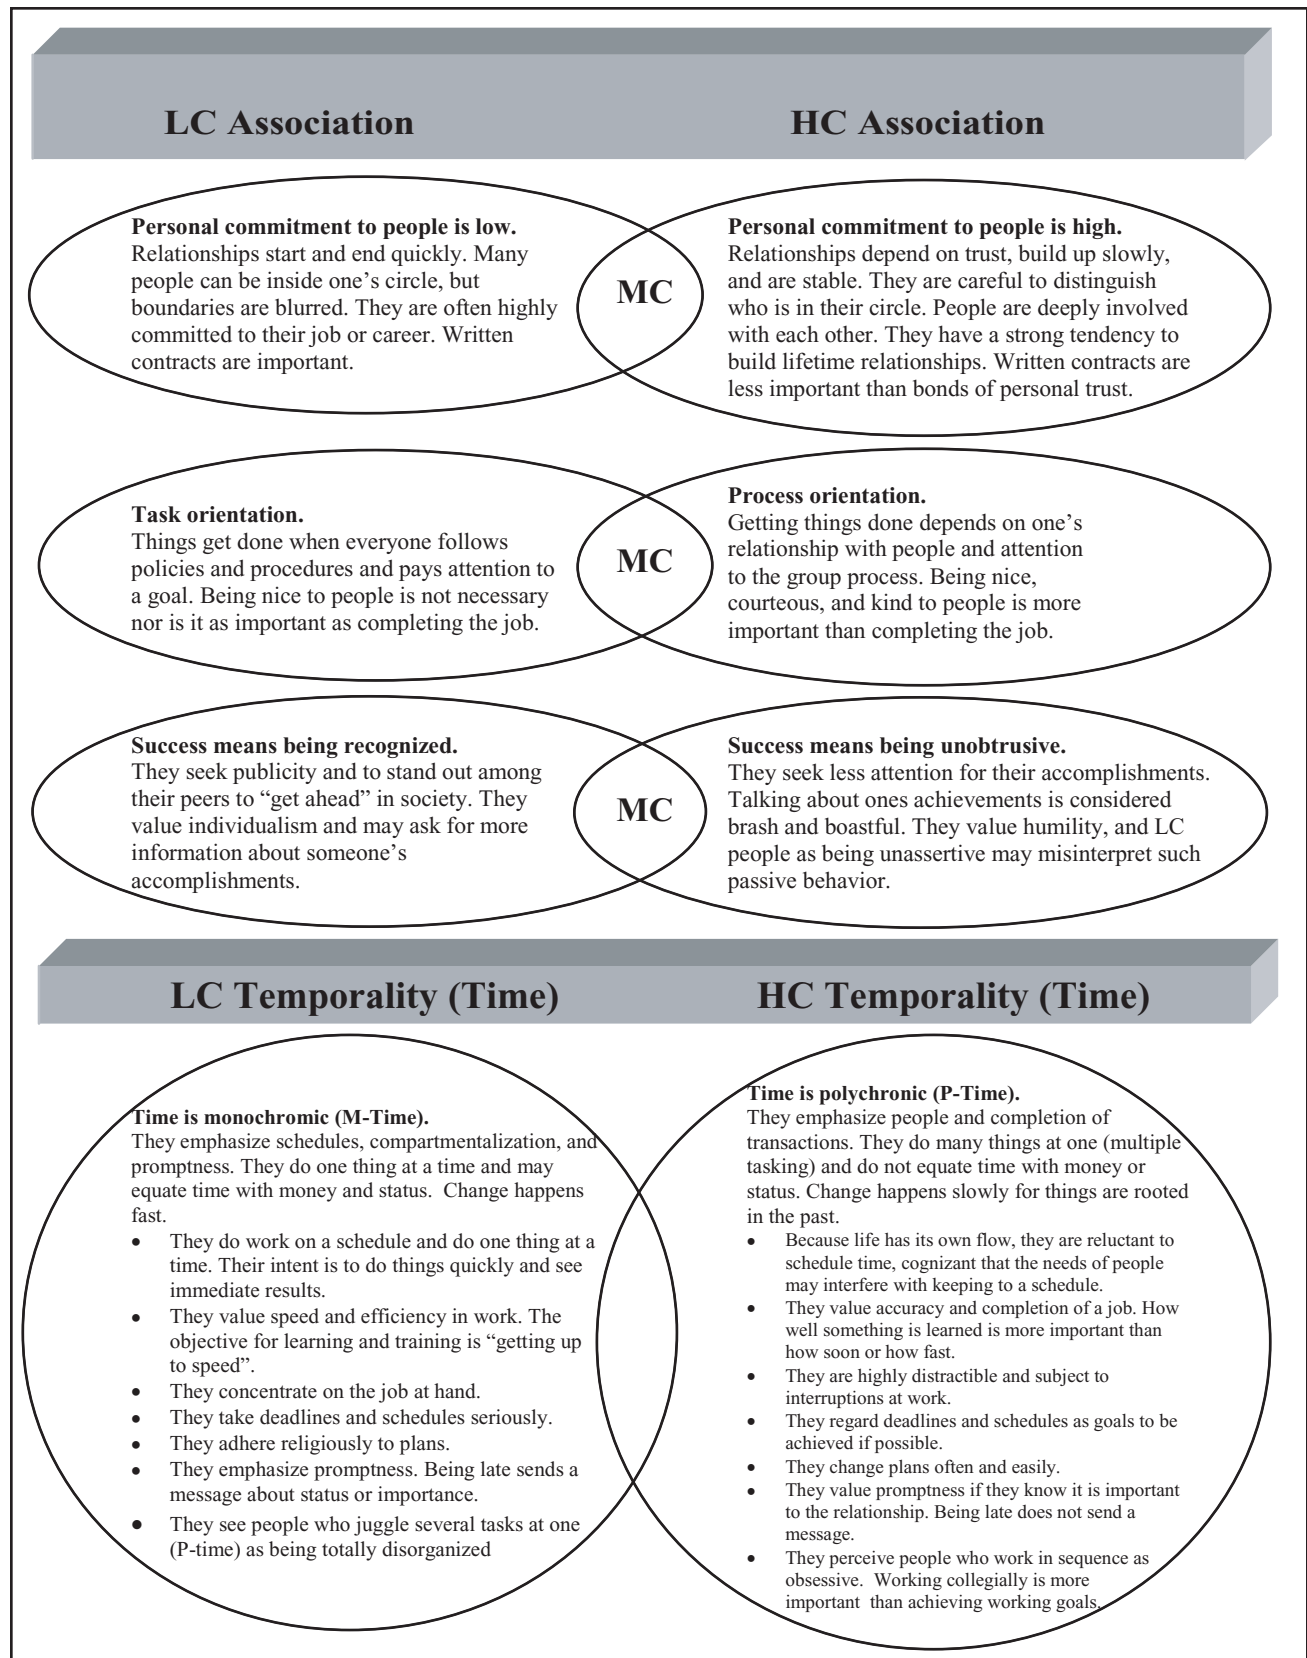 LC Association
HC Association
Personal commitment to people is low.
Relationships start and end quickly. Many
people can be inside one’s circle, but
boundaries are blurred. They are often highly
committed to their job or career. Written
contracts are important.
MC
Personal commitment to people is high.
Relationships depend on trust, build up slowly,
and are stable. They are careful to distinguish
who is in their circle. People are deeply involved
with each other. They have a strong tendency to
build lifetime relationships. Written contracts are
less important than bonds of personal trust.
Task orientation.
Things get done when everyone follows
policies and procedures and pays attention to
a goal. Being nice to people is not necessary
nor is it as important as completing the job.
MC
Process orientation.
Getting things done depends on one’s
relationship with people and attention
to the group process. Being nice,
courteous, and kind to people is more
important than completing the job.
Success means being recognized.
They seek publicity and to stand out among
their peers to “get ahead” in society. They
value individualism and may ask for more
information about someone’s
accomplishments.
MC
Success means being unobtrusive.
They seek less attention for their accomplishments.
Talking about ones achievements is considered
brash and boastful. They value humility, and LC
people as being unassertive may misinterpret such
passive behavior.
LC Temporality (Time)
HC Temporality (Time)
Time is monochromic (M-Time).
They emphasize schedules, compartmentalization, and
promptness. They do one thing at a time and may
equate time with money and status.  Change happens
fast.
• They do work on a schedule and do one thing at a
time. Their intent is to do things quickly and see
immediate results.
• They value speed and efficiency in work. The
objective for learning and training is “getting up
to speed”.
• They concentrate on the job at hand.
• They take deadlines and schedules seriously.
• They adhere religiously to plans.
• They emphasize promptness. Being late sends a
message about status or importance.
• They see people who juggle several tasks at one
(P-time) as being totally disorganized
Time is polychronic (P-Time).
They emphasize people and completion of
transactions. They do many things at one (multiple
tasking) and do not equate time with money or
status. Change happens slowly for things are rooted
in the past.
• Because life has its own flow, they are reluctant to
schedule time, cognizant that the needs of people
may interfere with keeping to a schedule.
• They value accuracy and completion of a job. How
well something is learned is more important than
how soon or how fast.
• They are highly distractible and subject to
interruptions at work.
• They regard deadlines and schedules as goals to be
achieved if possible.
• They change plans often and easily.
• They value promptness if they know it is important
to the relationship. Being late does not send a
message.
• They perceive people who work in sequence as
obsessive.  Working collegially is more
important  than achieving working goals.